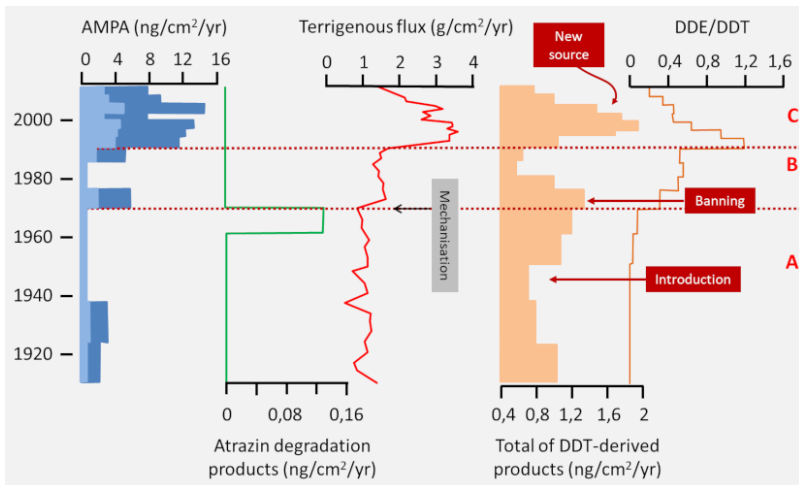 AMPA (ng/cm²/yr)
Terrigenous flux (g/cm²/yr)
New
source
DDE/DDT
0 4 8 12 16
0 1 2 3 4
0 0,4 0,8 1,2 1,6
2000
1980
1960
1940
1920
C
B
A
Mechanisation
Banning
Introduction
0 0,08 0,16
0,4 0,8 1,2 1,6 2
Atrazin degradation
products (ng/cm²/yr)
Total of DDT-derived
products (ng/cm²/yr)